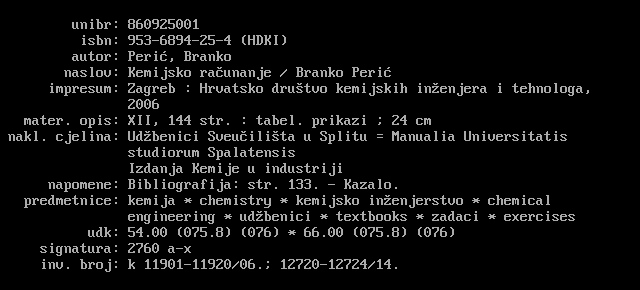 unibr: 860925001
isbn: 953-6894-25-4 (HDKI)
autor: Perić, Branko
naslov: Kemijsko računanje / Branko Perić
impresum: Zagreb : Hrvatsko društvo kemijskih inženjera i tehnologa,
2006
mater. opis: XII, 144 str. : tabel. prikazi ; 24 cm
nakl. cjelina: Udžbenici Sveučilišta u Splitu = Manualia Universitatis
studiorum Spalatensis
Izdanja Kemije u industriji
napomene: Bibliografija: str. 133. - Kazalo.
predmetnice: kemija * chemistry * kemijsko inženjerstvo * chemical
engineering * udžbenici * textbooks * zadaci * exercises
udk: 54.00 (075.8) (076) * 66.00 (075.8) (076)
signatura: 2760 a-x
inv. broj: k 11901-11920/06.; 12720-12724/14.